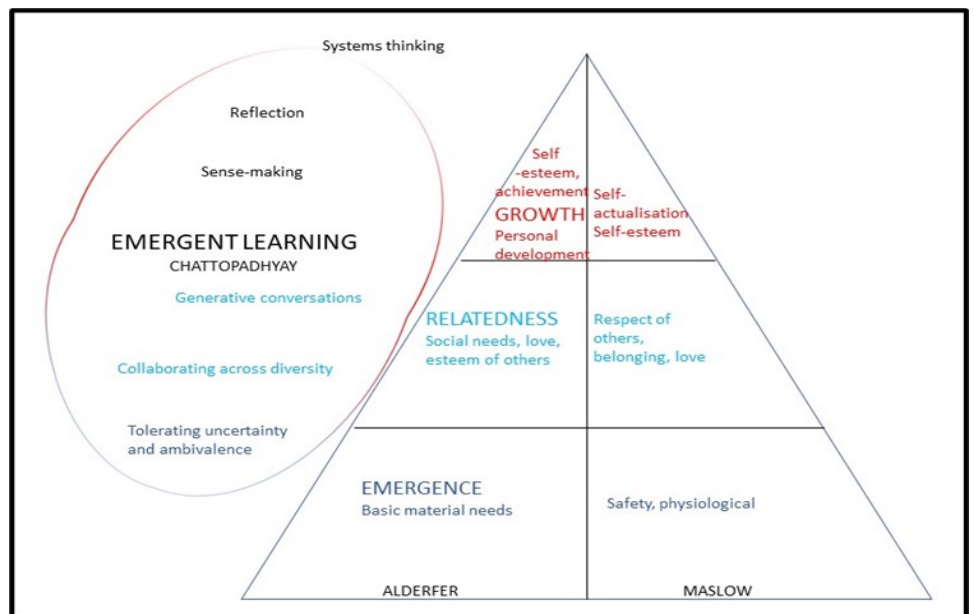 Systems thinking
Reflection
Sense-making
EMERGENT LEARNING
CHATTOPADHYAY
Generative conversations
Collaborating across diversity
Tolerating uncertainty
and ambivalence
Self
-esteem,
achievement
GROWTH
Personal
development
Self-
actualisation
Self-esteem
RELATEDNESS
Social needs, love,
esteem of others
Respect of
others,
belonging, love
EMERGENCE
Basic material needs
Safety, physiological
ALDERFER
MASLOW